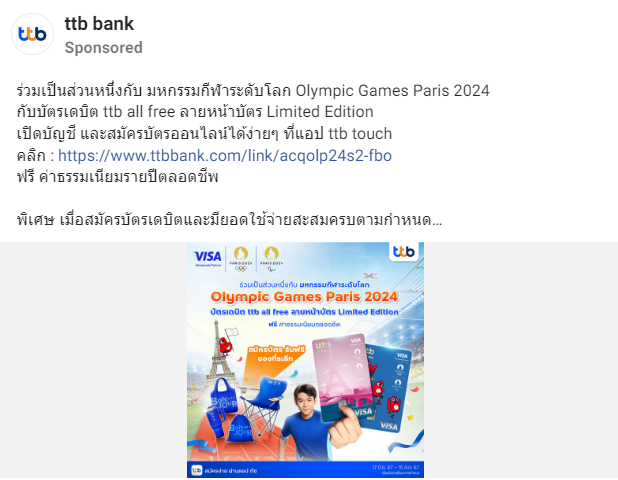 ttb
ttb bank
Sponsored
ร่วมเป็นส่วนหนึ่งกับ มหกรรมกีฬาระดับโลก Olympic Games Paris 2024
กับบัตรเดบิต ttb all free ลายหน้าบัตร Limited Edition
เปิดบัญชี และสมัครบัตรออนไลน์ได้ง่ายๆ ที่แอป ttb touch
คลิก : https://www.ttbbank.com/link/acqolp24s2-fbo
ฟรี ค่าธรรมเนียมรายปีตลอดชีพ
พิเศษ เมื่อสมัครบัตรเดบิตและมียอดใช้จ่ายสะสมครบตามกำหนด...
VISA
PARIS 2024
PARIS 2024
ttb
ร่วมเป็นส่วนหนึ่งกับ มหกรรมกีฬาระดับโลก
Olympic Games Paris 2024
บัตรเดบิต ttb all free ลายหน้าบัตร Limited Edition
ฟรี ค่าธรรมเนียมตลอดชีพ
สมัครบัตร รับฟรี
ของที่ระลึก
ttb
BONJOUR
BON
JOUR
VISA
VISA
ttb สมัครง่าย ผ่านแอป ทัช